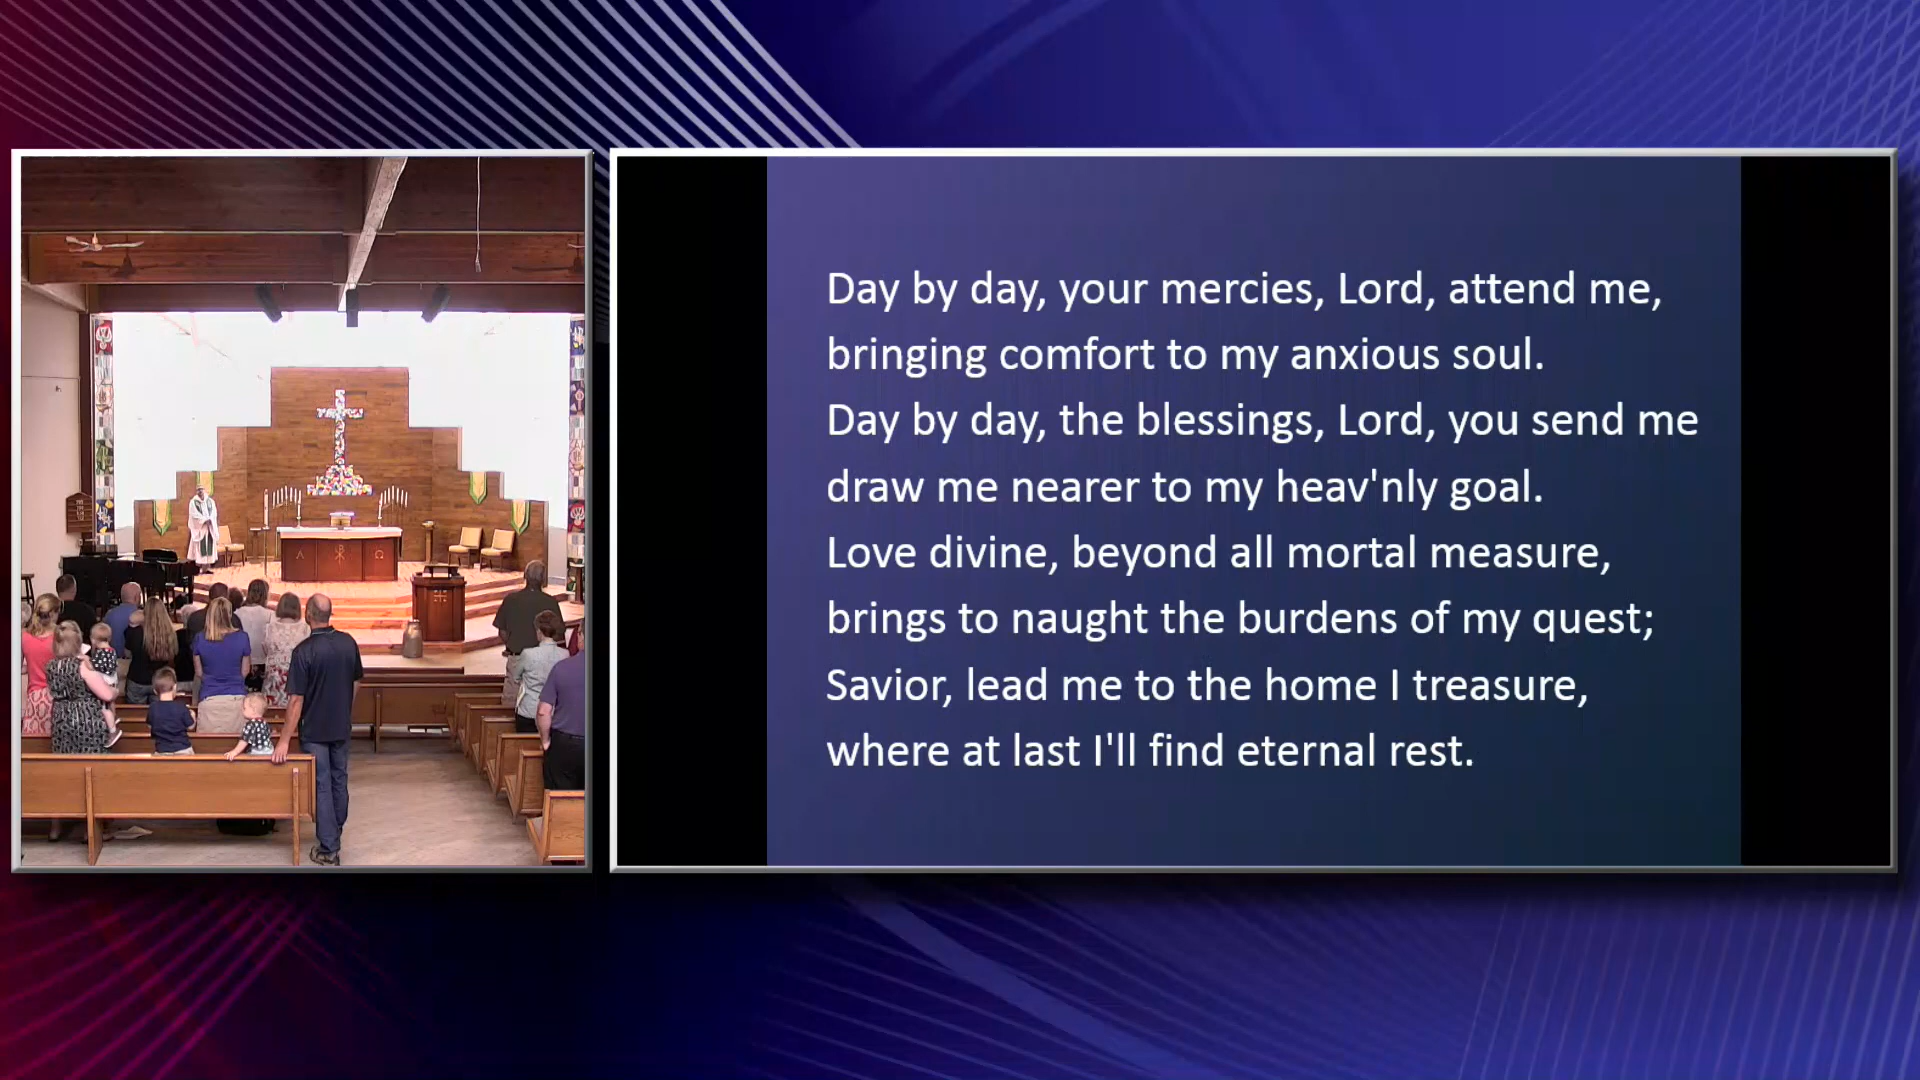 Day by day, your mercies, Lord, attend me,
bringing comfort to my anxious soul.
Day by day, the blessings, Lord, you send me
draw me nearer to my heav'nly goal.
Love divine, beyond all mortal measure,
brings to naught the burdens of my quest;
Savior, lead me to the home I treasure,
where at last I'll find eternal rest.